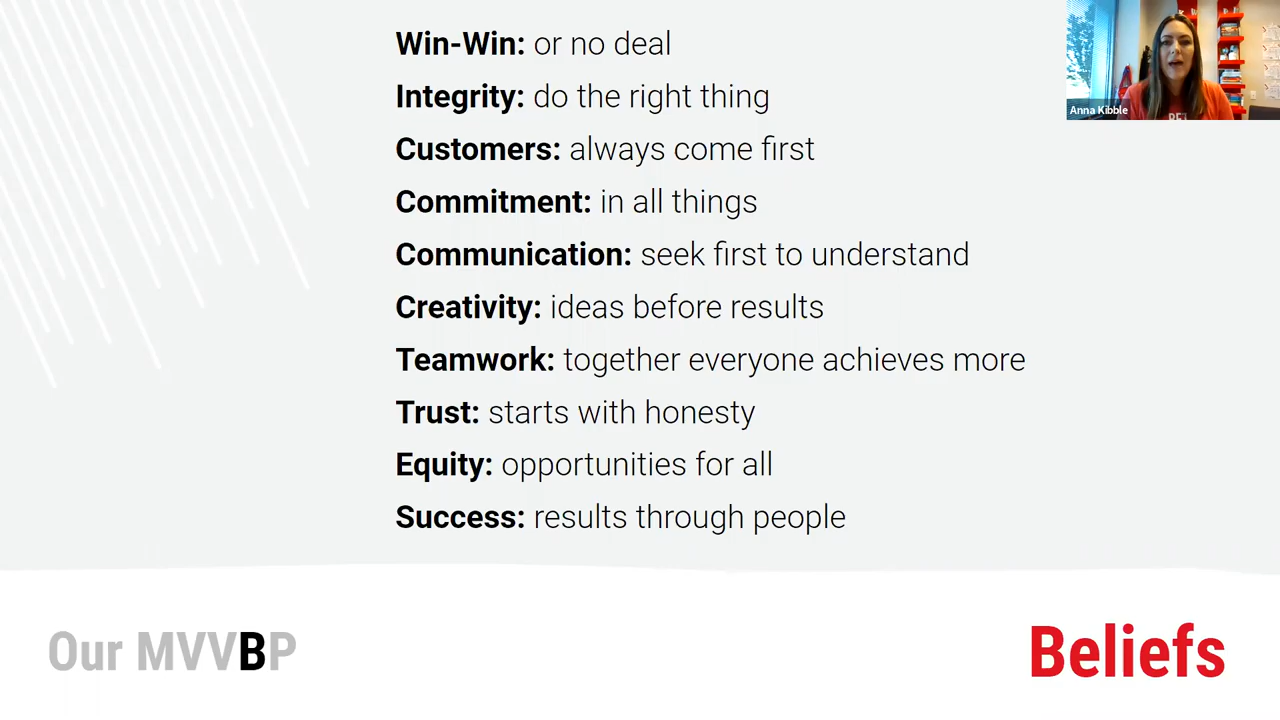 Win-Win: or no deal
Integrity: do the right thing
Customers: always come first
Commitment: in all things
Communication: seek first to understand
Creativity: ideas before results
Teamwork: together everyone achieves more
Trust: starts with honesty
Equity: opportunities for all
Success: results through people
Anna Kibble
Our MVVBP
Beliefs